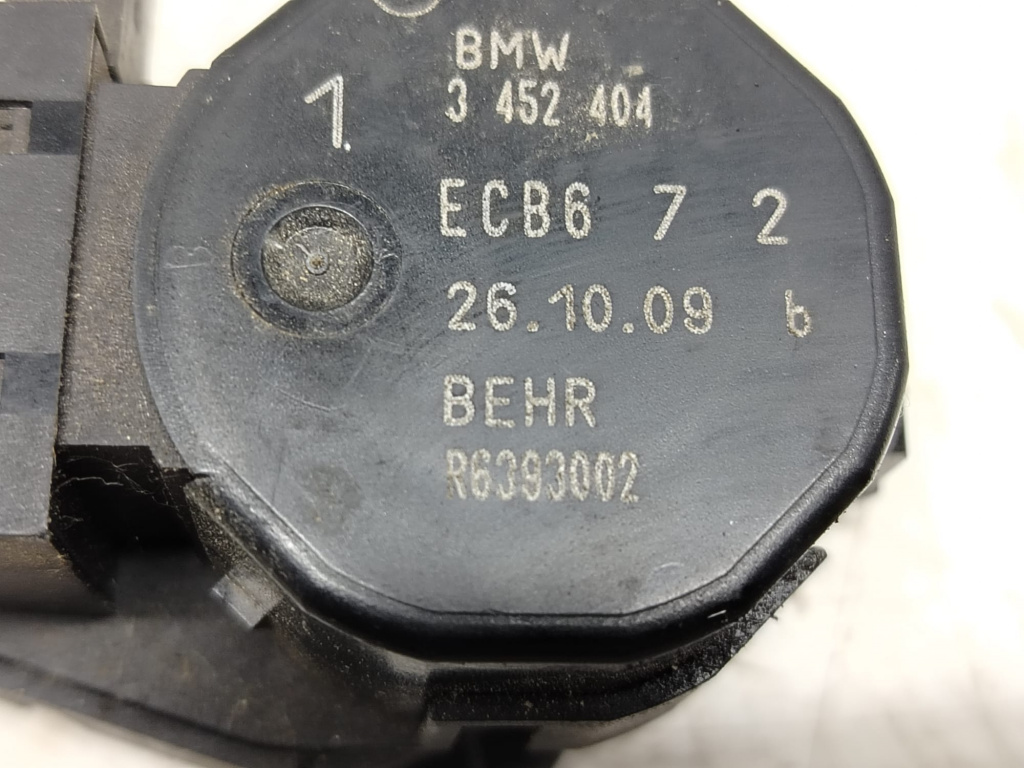 BMW
1. 3 452 404
ECB6 7 2
B
26.10.09 b
BEHR
R6393002